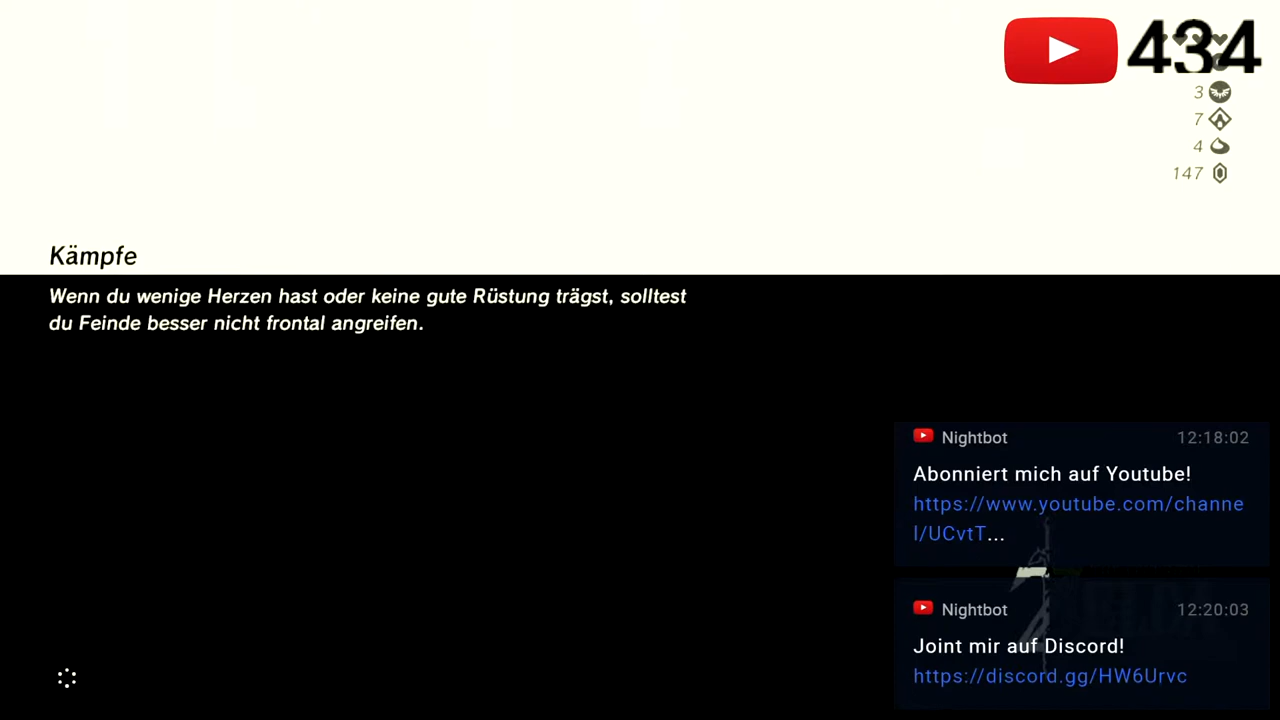 434
3
7
4
147
Kämpfe
Wenn du wenige Herzen hast oder keine gute Rüstung trägst, solltest
du Feinde besser nicht frontal angreifen.
Nightbot 12:18:02
Abonniert mich auf Youtube!
https://www.youtube.com/channe
l/UCvtT...
Nightbot 12:20:03
Joint mir auf Discord!
https://discord.gg/HW6Urvc